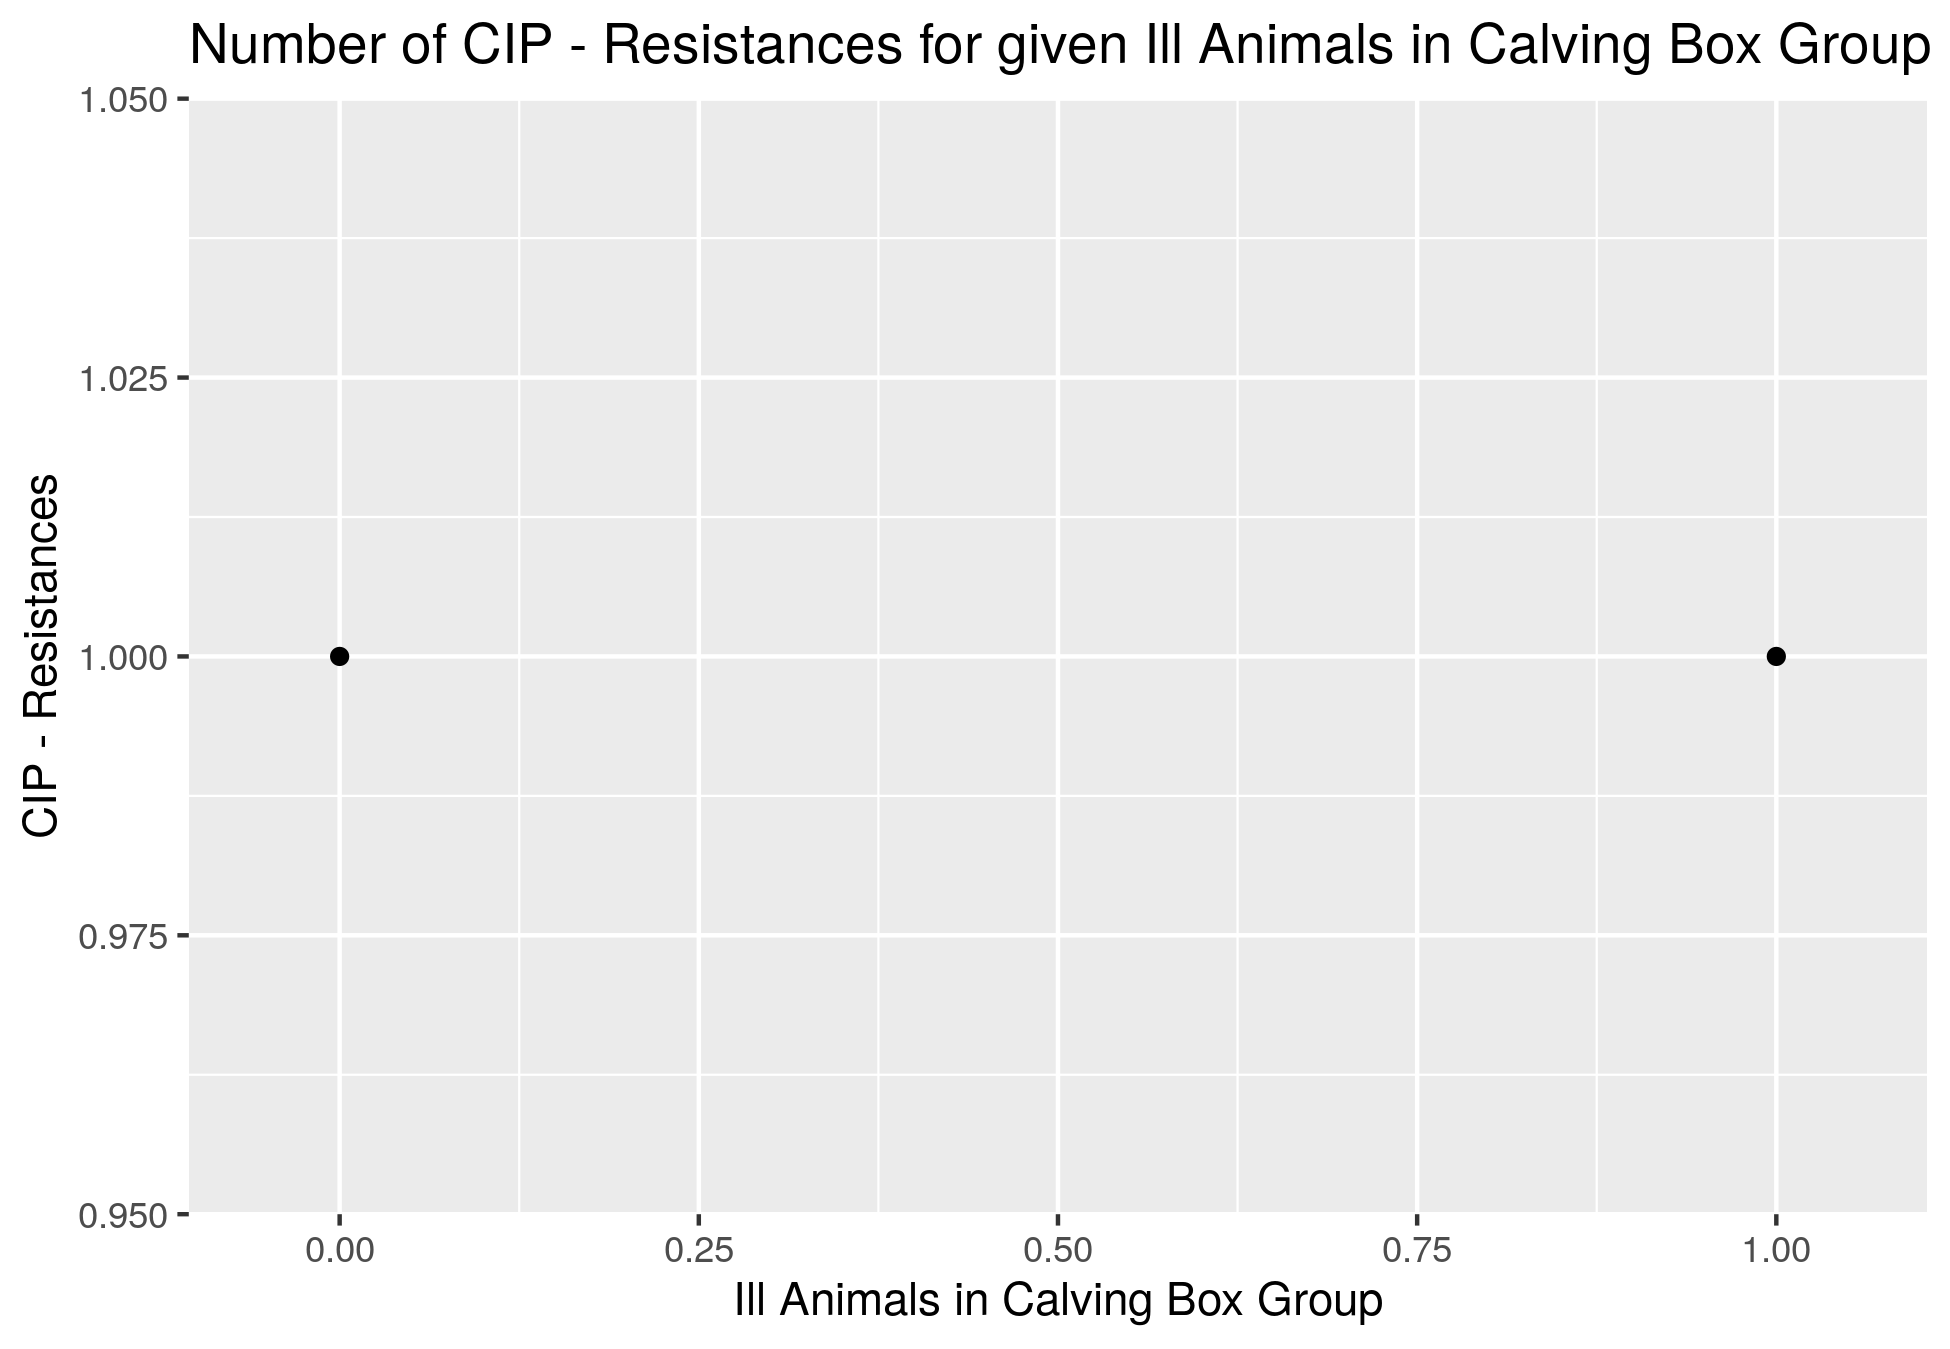 Number of CIP - Resistances for given Ill Animals in Calving Box Group
1.050
1.025
1.000
0.975
0.950
CIP - Resistances
0.00 0.25 0.50 0.75 1.00
Ill Animals in Calving Box Group